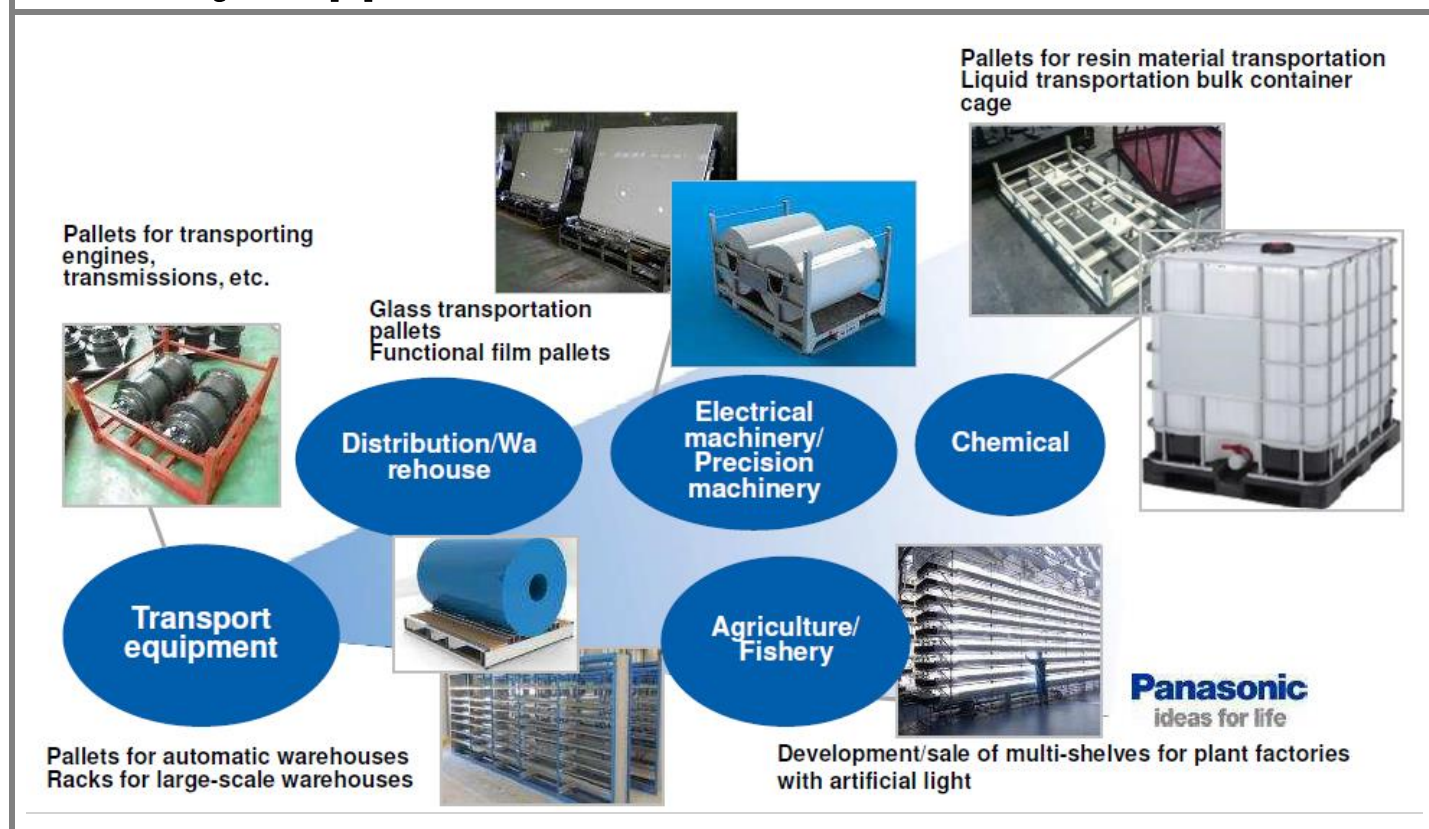 Pallets for resin material transportation
Liquid transportation bulk container
cage
Pallets for transporting
engines,
transmissions, etc.
Glass transportation
pallets
Functional film pallets
Distribution/Wa
rehouse
Electrical
machinery/
Precision
machinery
Chemical
Transport
equipment
Agriculture/
Fishery
Panasonic
ideas for life
Pallets for automatic warehouses
Racks for large-scale warehouses
Development/sale of multi-shelves for plant factories
with artificial light